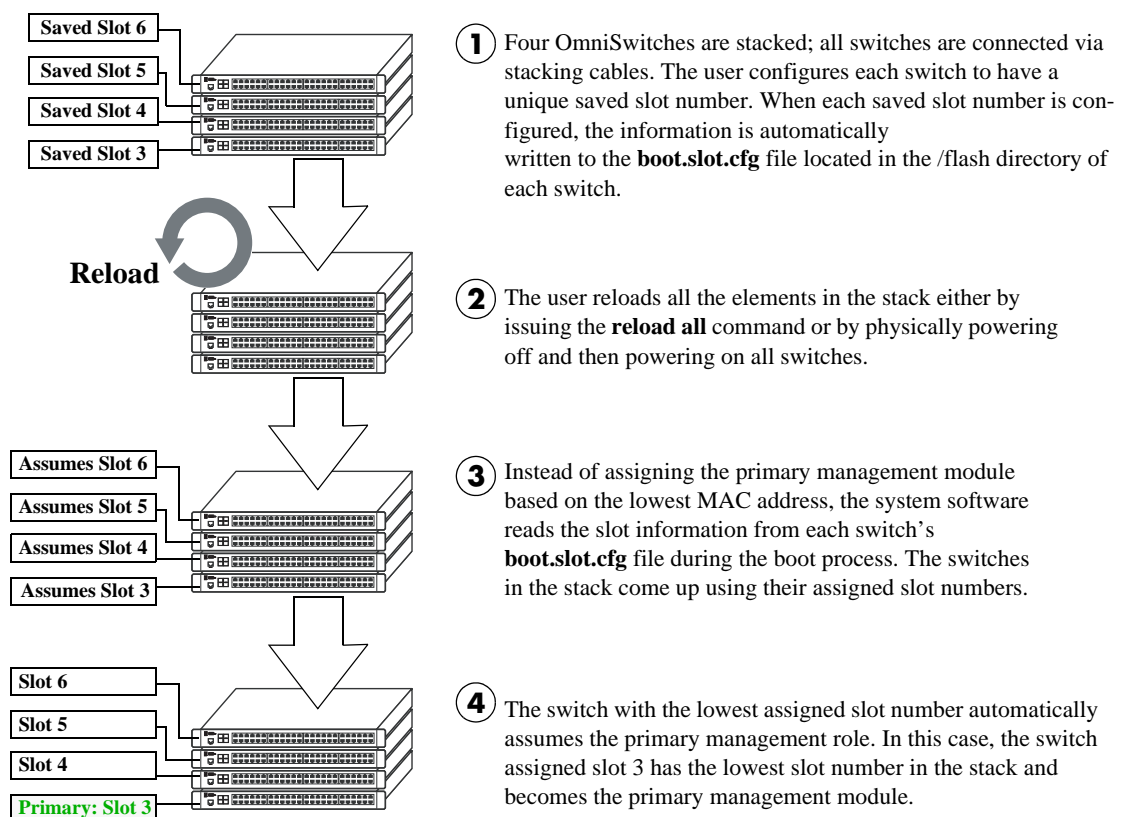 Saved Slot 6
Saved Slot 5
Saved Slot 4
Saved Slot 3
1 Four OmniSwitches are stacked; all switches are connected via
stacking cables. The user configures each switch to have a
unique saved slot number. When each saved slot number is con-
figured, the information is automatically
written to the boot.slot.cfg file located in the /flash directory of
each switch.
Reload
2 The user reloads all the elements in the stack either by
issuing the reload all command or by physically powering
off and then powering on all switches.
Assumes Slot 6
Assumes Slot 5
Assumes Slot 4
Assumes Slot 3
3 Instead of assigning the primary management module
based on the lowest MAC address, the system software
reads the slot information from each switch's
boot.slot.cfg file during the boot process. The switches
in the stack come up using their assigned slot numbers.
Slot 6
Slot 5
Slot 4
Primary: Slot 3
4 The switch with the lowest assigned slot number automatically
assumes the primary management role. In this case, the switch
assigned slot 3 has the lowest slot number in the stack and
becomes the primary management module.